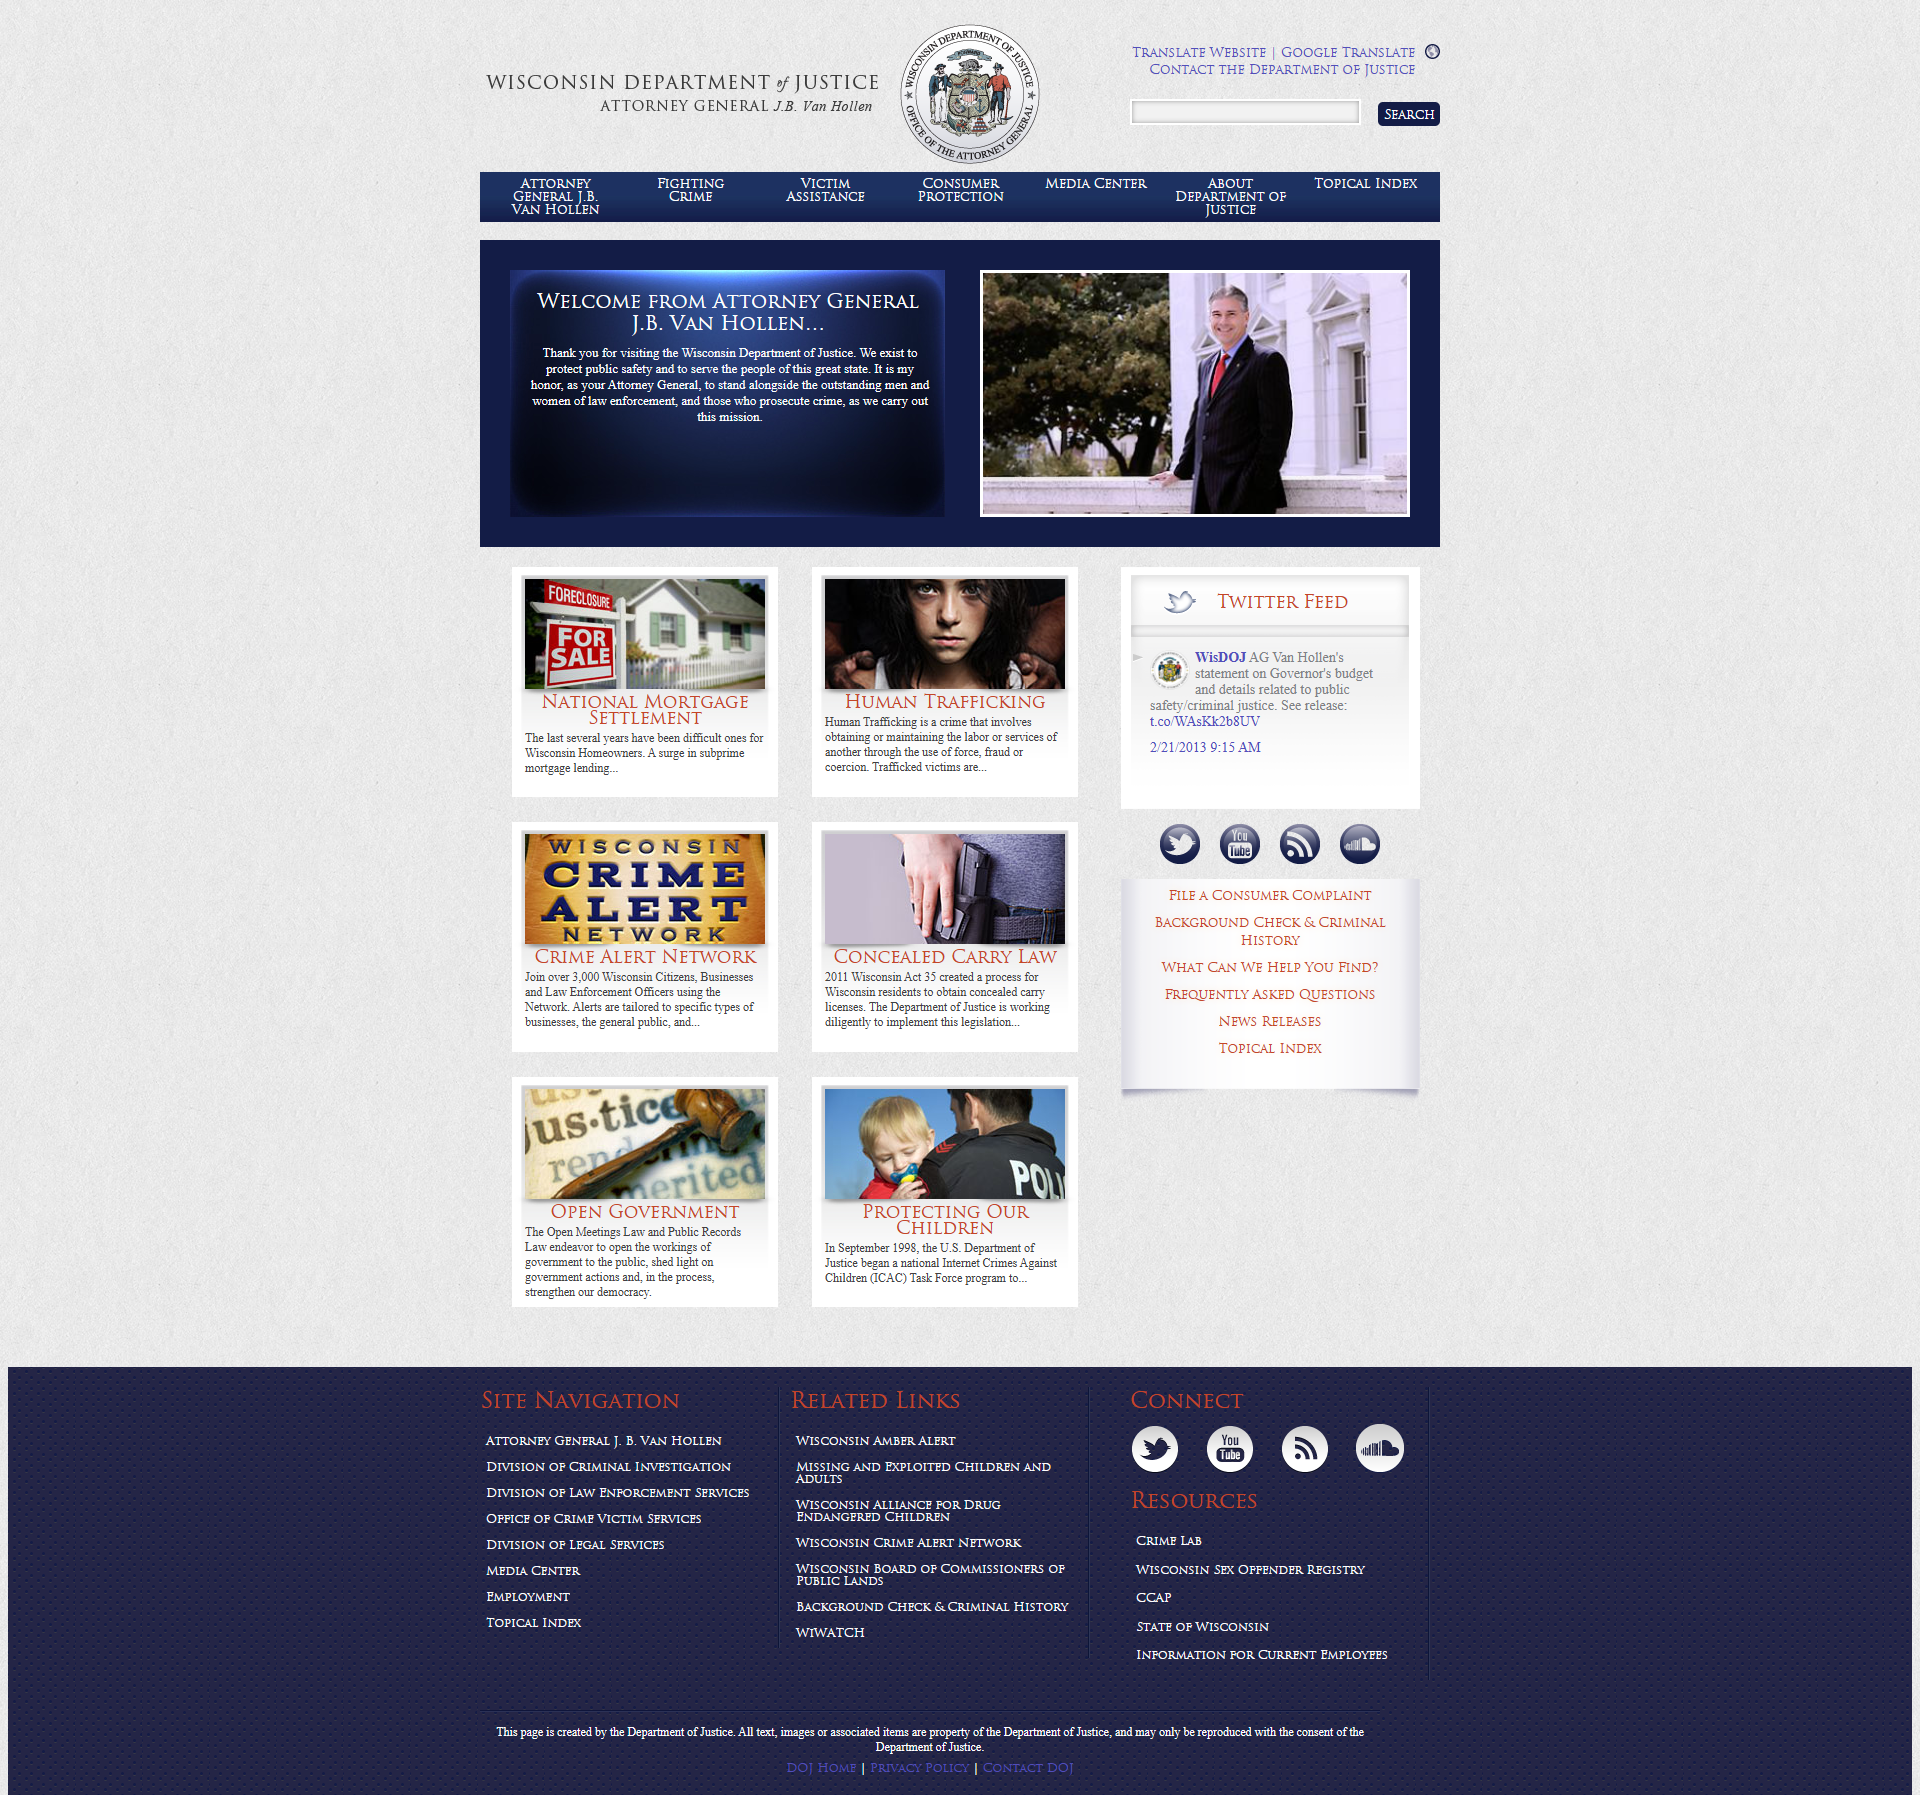 WISCONSIN DEPARTMENT of JUSTICE
ATTORNEY GENERAL J.B. Van Hollen
WISCONSIN DEPARTMENT OF JUSTICE
OFFICE OF THE ATTORNEY GENERAL
Translate Website | Google Translate
Contact the Department of Justice
Search
Attorney General J.B. Van Hollen
Fighting Crime
Victim Assistance
Consumer Protection
Media Center
About Department of Justice
Topical Index
Welcome from Attorney General
J.B. Van Hollen...
Thank you for visiting the Wisconsin Department of Justice. We exist to
protect public safety and to serve the people of this great state. It is my
honor, as your Attorney General, to stand alongside the outstanding men and
women of law enforcement, and those who prosecute crime, as we carry out
this mission.
FORECLOSURE
FOR
SALE
National Mortgage
Settlement
The last several years have been difficult ones for
Wisconsin Homeowners. A surge in subprime
mortgage lending...
Human Trafficking
Human Trafficking is a crime that involves
obtaining or maintaining the labor or services of
another through the use of force, fraud or
coercion. Trafficked victims are...
Twitter Feed
WisDOJ AG Van Hollen's
statement on Governor's budget
and details related to public
safety/criminal justice. See release:
t.co/WAsKk2b8UV
2/21/2013 9:15 AM
You
Tube
WISCONSIN
CRIME
ALERT
NETWORK
Crime Alert Network
Join over 3,000 Wisconsin Citizens, Businesses
and Law Enforcement Officers using the
Network. Alerts are tailored to specific types of
businesses, the general public, and...
Concealed Carry Law
2011 Wisconsin Act 35 created a process for
Wisconsin residents to obtain concealed carry
licenses. The Department of Justice is working
diligently to implement this legislation...
File a Consumer Complaint
Background Check & Criminal
History
What Can We Help You Find?
Frequently Asked Questions
News Releases
Topical Index
jus·tice
merited
Open Government
The Open Meetings Law and Public Records
Law endeavor to open the workings of
government to the public, shed light on
government actions and, in the process,
strengthen our democracy.
POLI
Protecting Our
Children
In September 1998, the U.S. Department of
Justice began a national Internet Crimes Against
Children (ICAC) Task Force program to...
Site Navigation
Attorney General J. B. Van Hollen
Division of Criminal Investigation
Division of Law Enforcement Services
Office of Crime Victim Services
Division of Legal Services
Media Center
Employment
Topical Index
Related Links
Wisconsin Amber Alert
Missing and Exploited Children and
Adults
Wisconsin Alliance for Drug
Endangered Children
Wisconsin Crime Alert Network
Wisconsin Board of Commissioners of
Public Lands
Background Check & Criminal History
WiWATCH
Connect
You
Tube
Resources
Crime Lab
Wisconsin Sex Offender Registry
CCAP
State of Wisconsin
Information for Current Employees
This page is created by the Department of Justice. All text, images or associated items are property of the Department of Justice, and may only be reproduced with the consent of the
Department of Justice.
DOJ Home | Privacy Policy | Contact DOJ